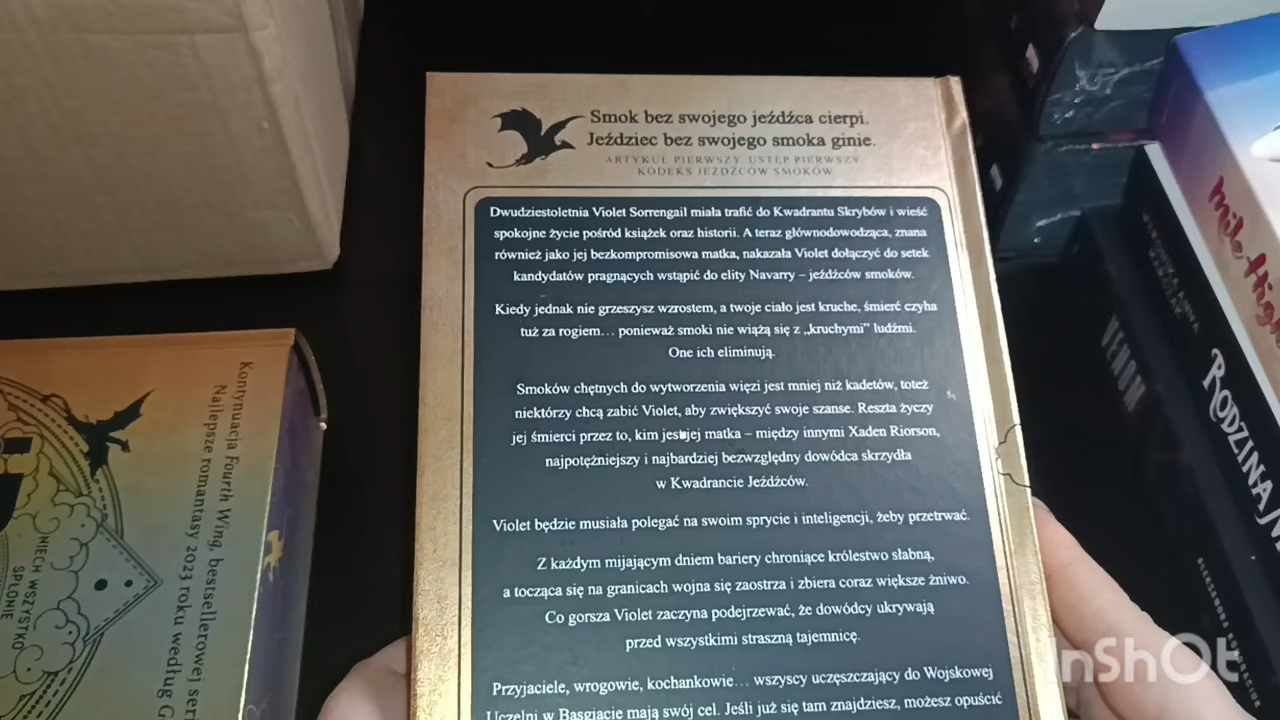 Smok bez swojego jeźdźca cierpi.
Jeździec bez swojego smoka ginie.
ARTYKUŁ PIERWSZY, USTĘP PIERWSZY
KODEKS JEŹDŹCÓW SMOKÓW
Dwudziestoletnia Violet Sorrengail miała trafić do Kwadrantu Skrybów i wieść
spokojne życie pośród książek oraz historii. A teraz głównodowodząca, znana
również jako jej bezkompromisowa matka, nakazała Violet dołączyć do setek
kandydatów pragnących wstąpić do elity Navarry – jeźdźców smoków.
Kiedy jednak nie grzeszysz wzrostem, a twoje ciało jest kruche, śmierć czyha
tuż za rogiem… ponieważ smoki nie wiążą się z „kruchymi” ludźmi.
One ich eliminują.
Smoków chętnych do wytworzenia więzi jest mniej niż kadetów, toteż
niektórzy chcą zabić Violet, aby zwiększyć swoje szanse. Reszta życzy
jej śmierci przez to, kim jest jej matka – między innymi Xaden Riorson,
najpotężniejszy i najbardziej bezwzględny dowódca skrzydła
w Kwadrancie Jeźdźców.
Violet będzie musiała polegać na swoim sprycie i inteligencji, żeby przetrwać.
Z każdym mijającym dniem bariery chroniące królestwo słabną,
a tocząca się na granicach wojna się zaostrza i zbiera coraz większe żniwo.
Co gorsza Violet zaczyna podejrzewać, że dowódcy ukrywają
przed wszystkimi straszną tajemnicę.
Przyjaciele, wrogowie, kochankowie… wszyscy uczęszczający do Wojskowej
Uczelni w Basgiacie mają swój cel. Jeśli już się tam znajdziesz, możesz opuścić
Kontynuacja Fourth Wing, bestsellerowej seri
Najlepsze romantasy 2023 roku według G
NIECH WSZYSTKO
SPŁONIE
Mile High
RODZINA
VENOM
InShOt